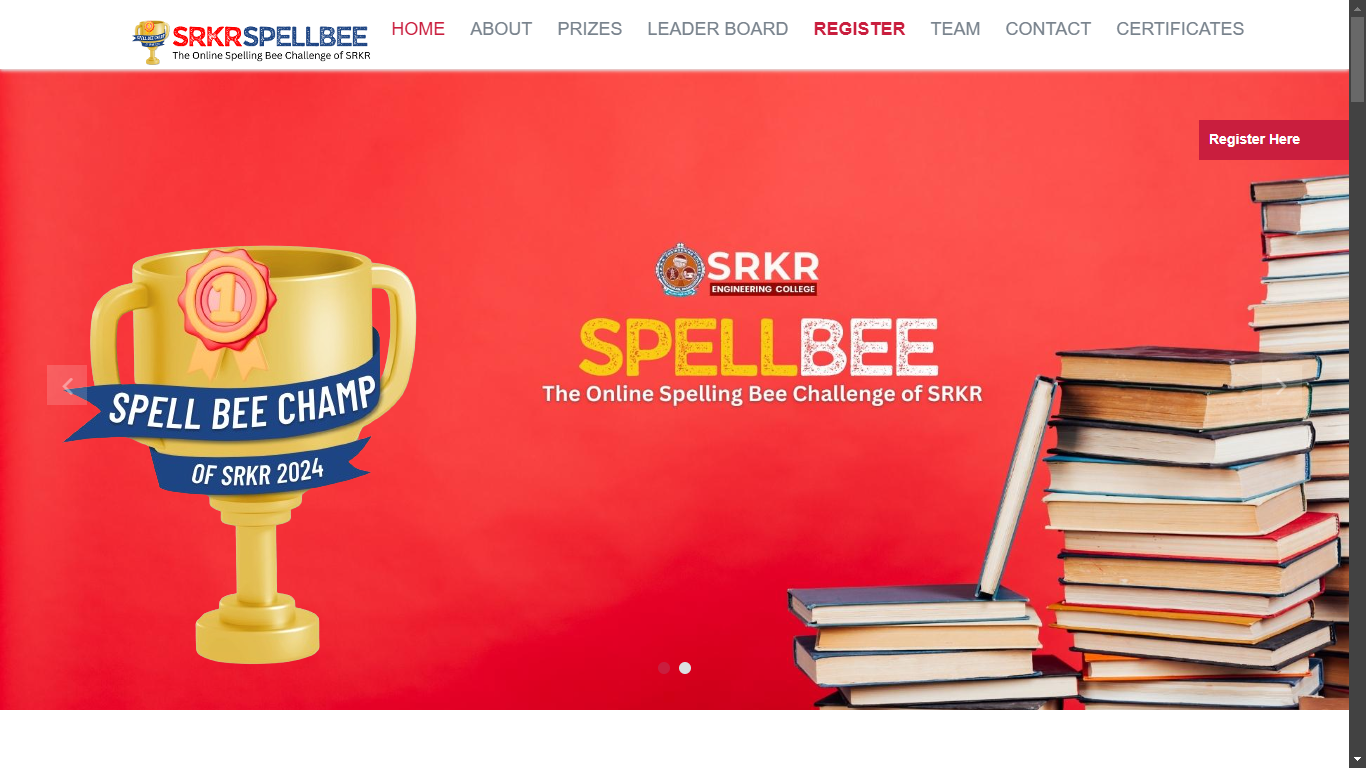 SRKRSPELLBEE
The Online Spelling Bee Challenge of SRKR
HOME ABOUT PRIZES LEADER BOARD REGISTER TEAM CONTACT CERTIFICATES
Register Here
1
SPELL BEE CHAMP
OF SRKR 2024
SRKR
ENGINEERING COLLEGE
SPELLBEE
The Online Spelling Bee Challenge of SRKR